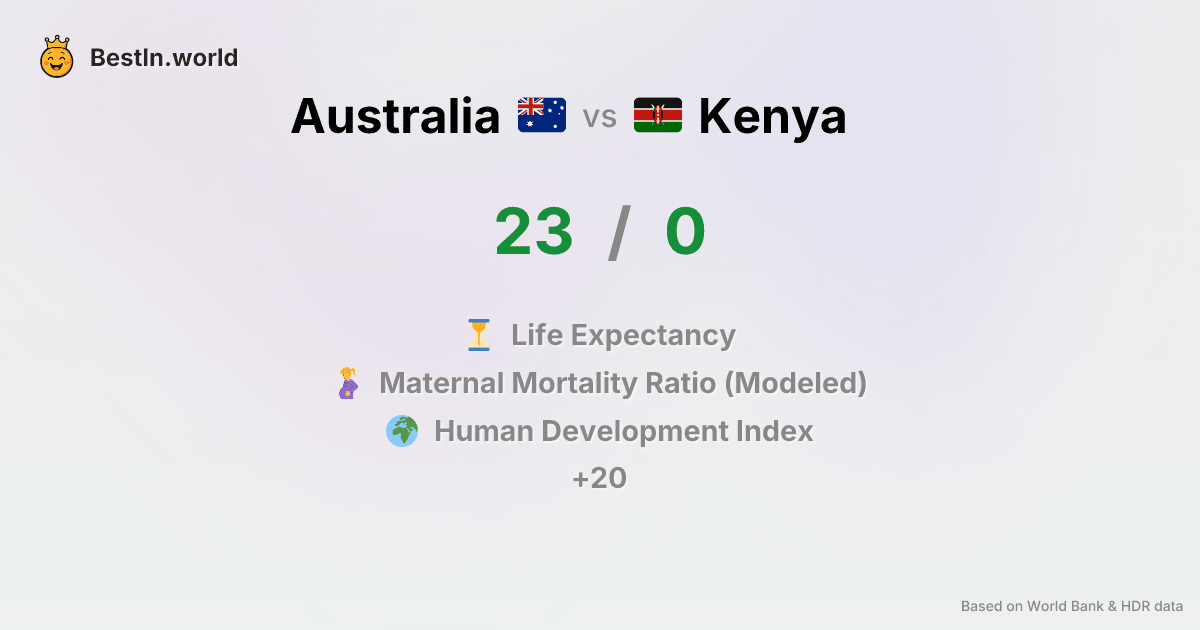 BestIn.world
Australia vs Kenya
23 / 0
Life Expectancy
Maternal Mortality Ratio (Modeled)
Human Development Index
+20
Based on World Bank & HDR data